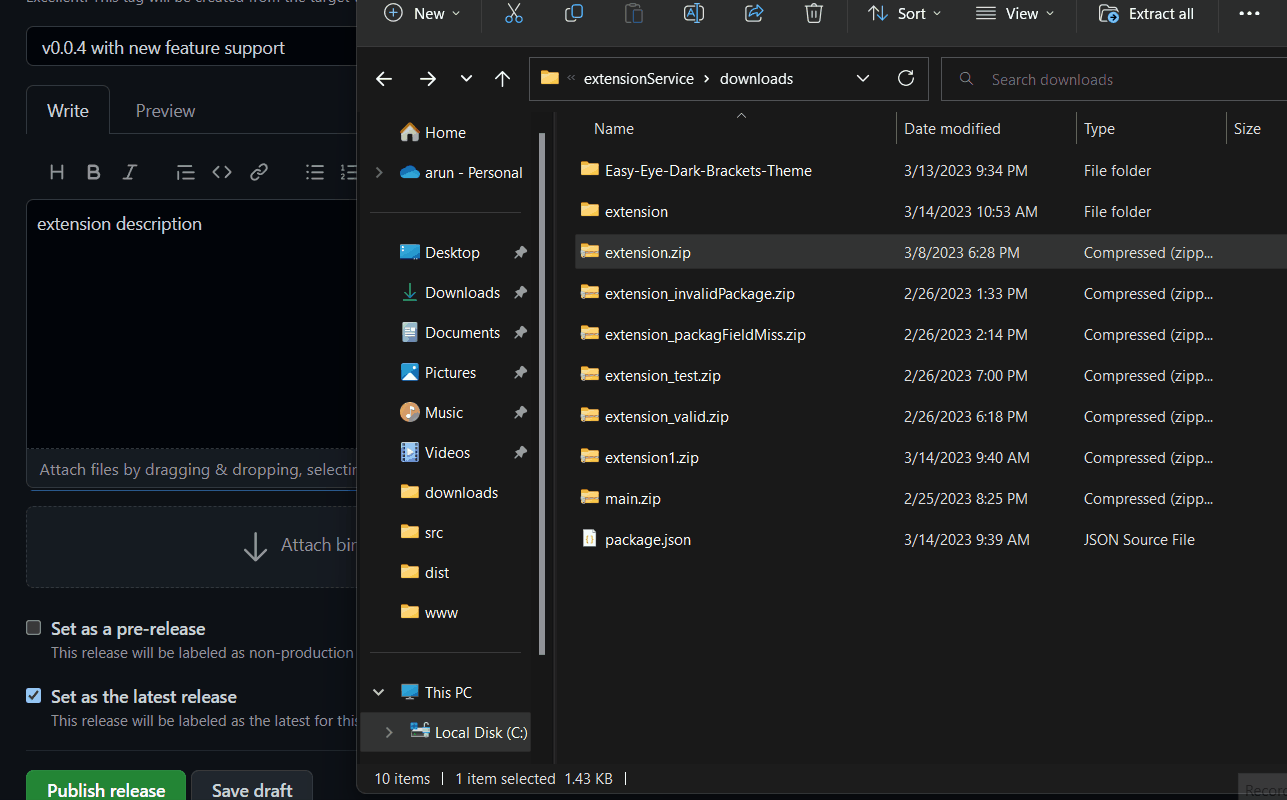 Excellent! This tag will be created from the target
v0.0.4 with new feature support
Write
Preview
extension description
Attach files by dragging & dropping, selectin
Attach bin
Set as a pre-release
This release will be labeled as non-production
Set as the latest release
This release will be labeled as the latest for this
Publish release
Save draft
New
Sort
View
Extract all
extensionService
downloads
Search downloads
Home
arun - Personal
Desktop
Downloads
Documents
Pictures
Music
Videos
downloads
src
dist
www
This PC
Local Disk (C:)
Name Date modified Type Size
Easy-Eye-Dark-Brackets-Theme 3/13/2023 9:34 PM File folder
extension 3/14/2023 10:53 AM File folder
extension.zip 3/8/2023 6:28 PM Compressed (zipp...
extension_invalidPackage.zip 2/26/2023 1:33 PM Compressed (zipp...
extension_packagFieldMiss.zip 2/26/2023 2:14 PM Compressed (zipp...
extension_test.zip 2/26/2023 7:00 PM Compressed (zipp...
extension_valid.zip 2/26/2023 6:18 PM Compressed (zipp...
extension1.zip 3/14/2023 9:40 AM Compressed (zipp...
main.zip 2/25/2023 8:25 PM Compressed (zipp...
package.json 3/14/2023 9:39 AM JSON Source File
10 items 1 item selected 1.43 KB